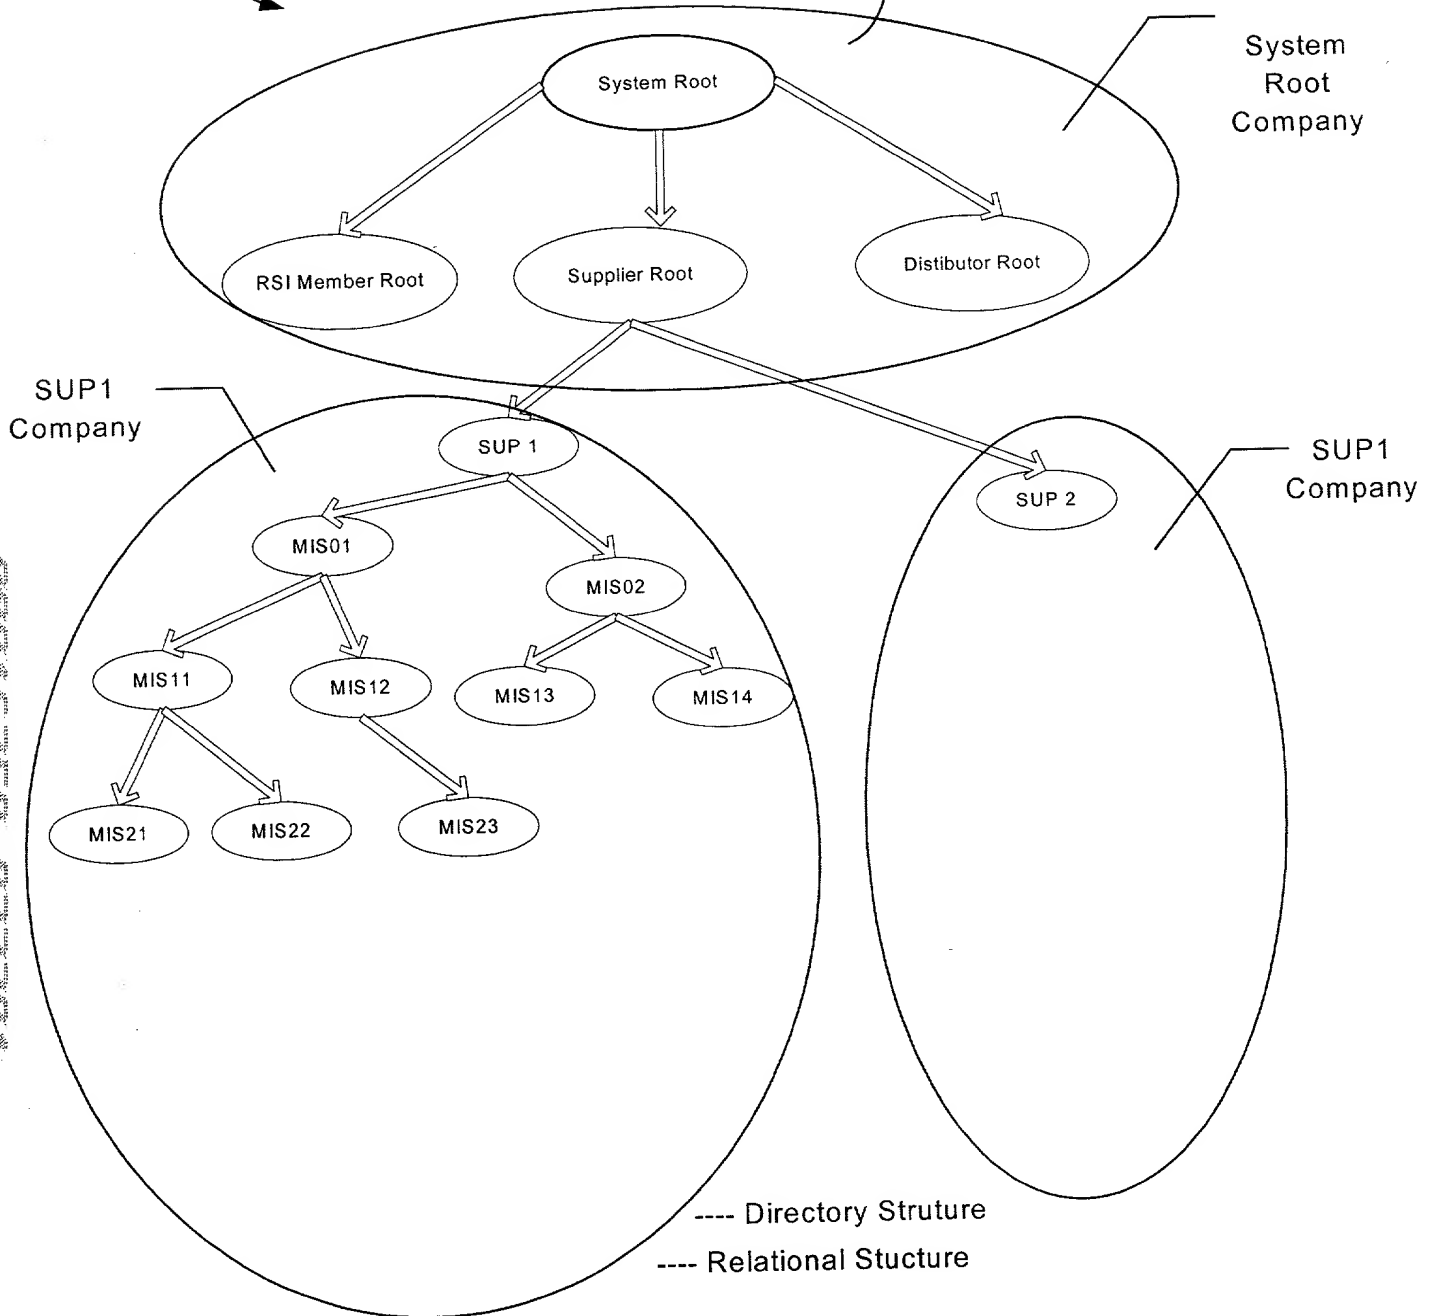 System
Root
Company
System Root
RSI Member Root
Supplier Root
Distibutor Root
SUP1
Company
SUP 1
SUP 2
SUP1
Company
MIS01
MIS02
MIS11
MIS12
MIS13
MIS14
MIS21
MIS22
MIS23
---- Directory Struture
---- Relational Stucture